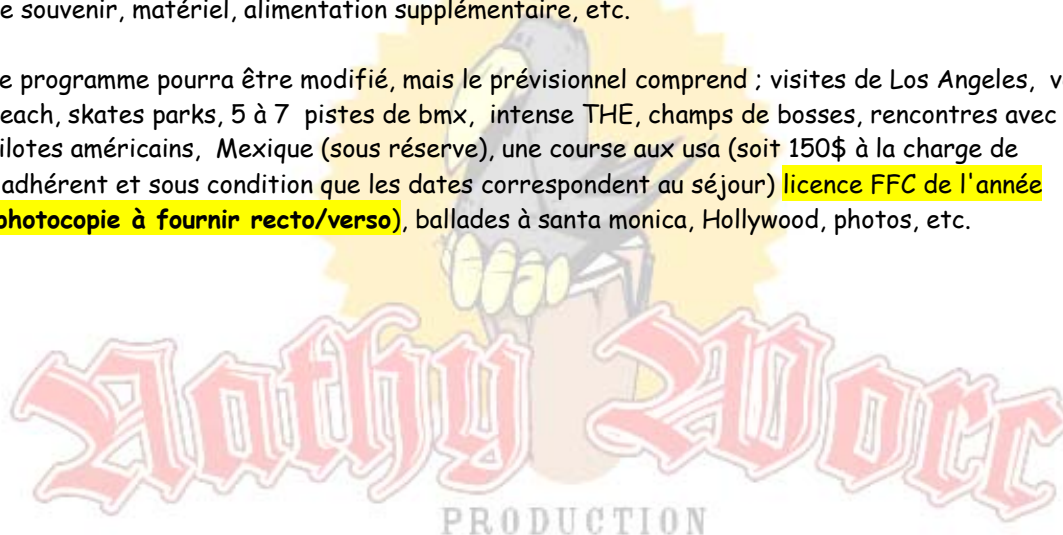 e souvenir, matériel, alimentation supplémentaire, etc.
e programme pourra être modifié, mais le prévisionnel comprend ; visites de Los Angeles, v
each, skates parks, 5 à 7 pistes de bmx, intense THE, champs de bosses, rencontres avec
ilotes américains, Mexique (sous réserve), une course aux usa (soit 150$ à la charge de
adhérent et sous condition que les dates correspondent au séjour) licence FFC de l'année
photocopie à fournir recto/verso), ballades à santa monica, Hollywood, photos, etc.
Nathy Worc
PRODUCTION